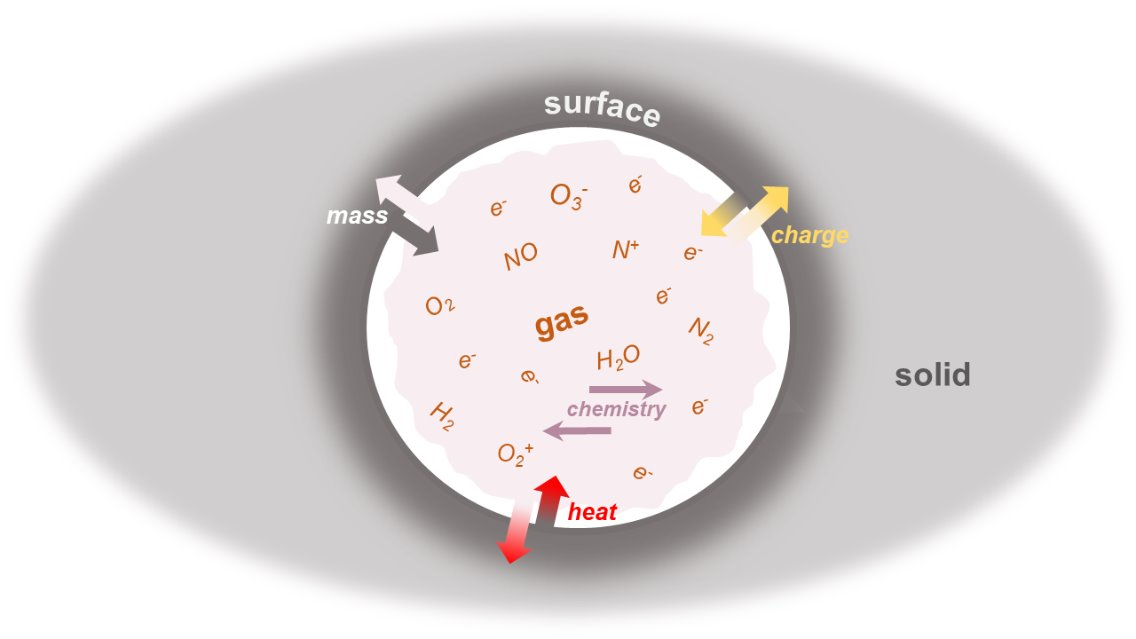 surface
e⁻
O₃⁻
e⁻
mass
charge
NO
N⁺
e⁻
O₂
e⁻
gas
N₂
e⁻
H₂O
e⁻
solid
chemistry
e⁻
H₂
O₂⁺
e⁻
heat